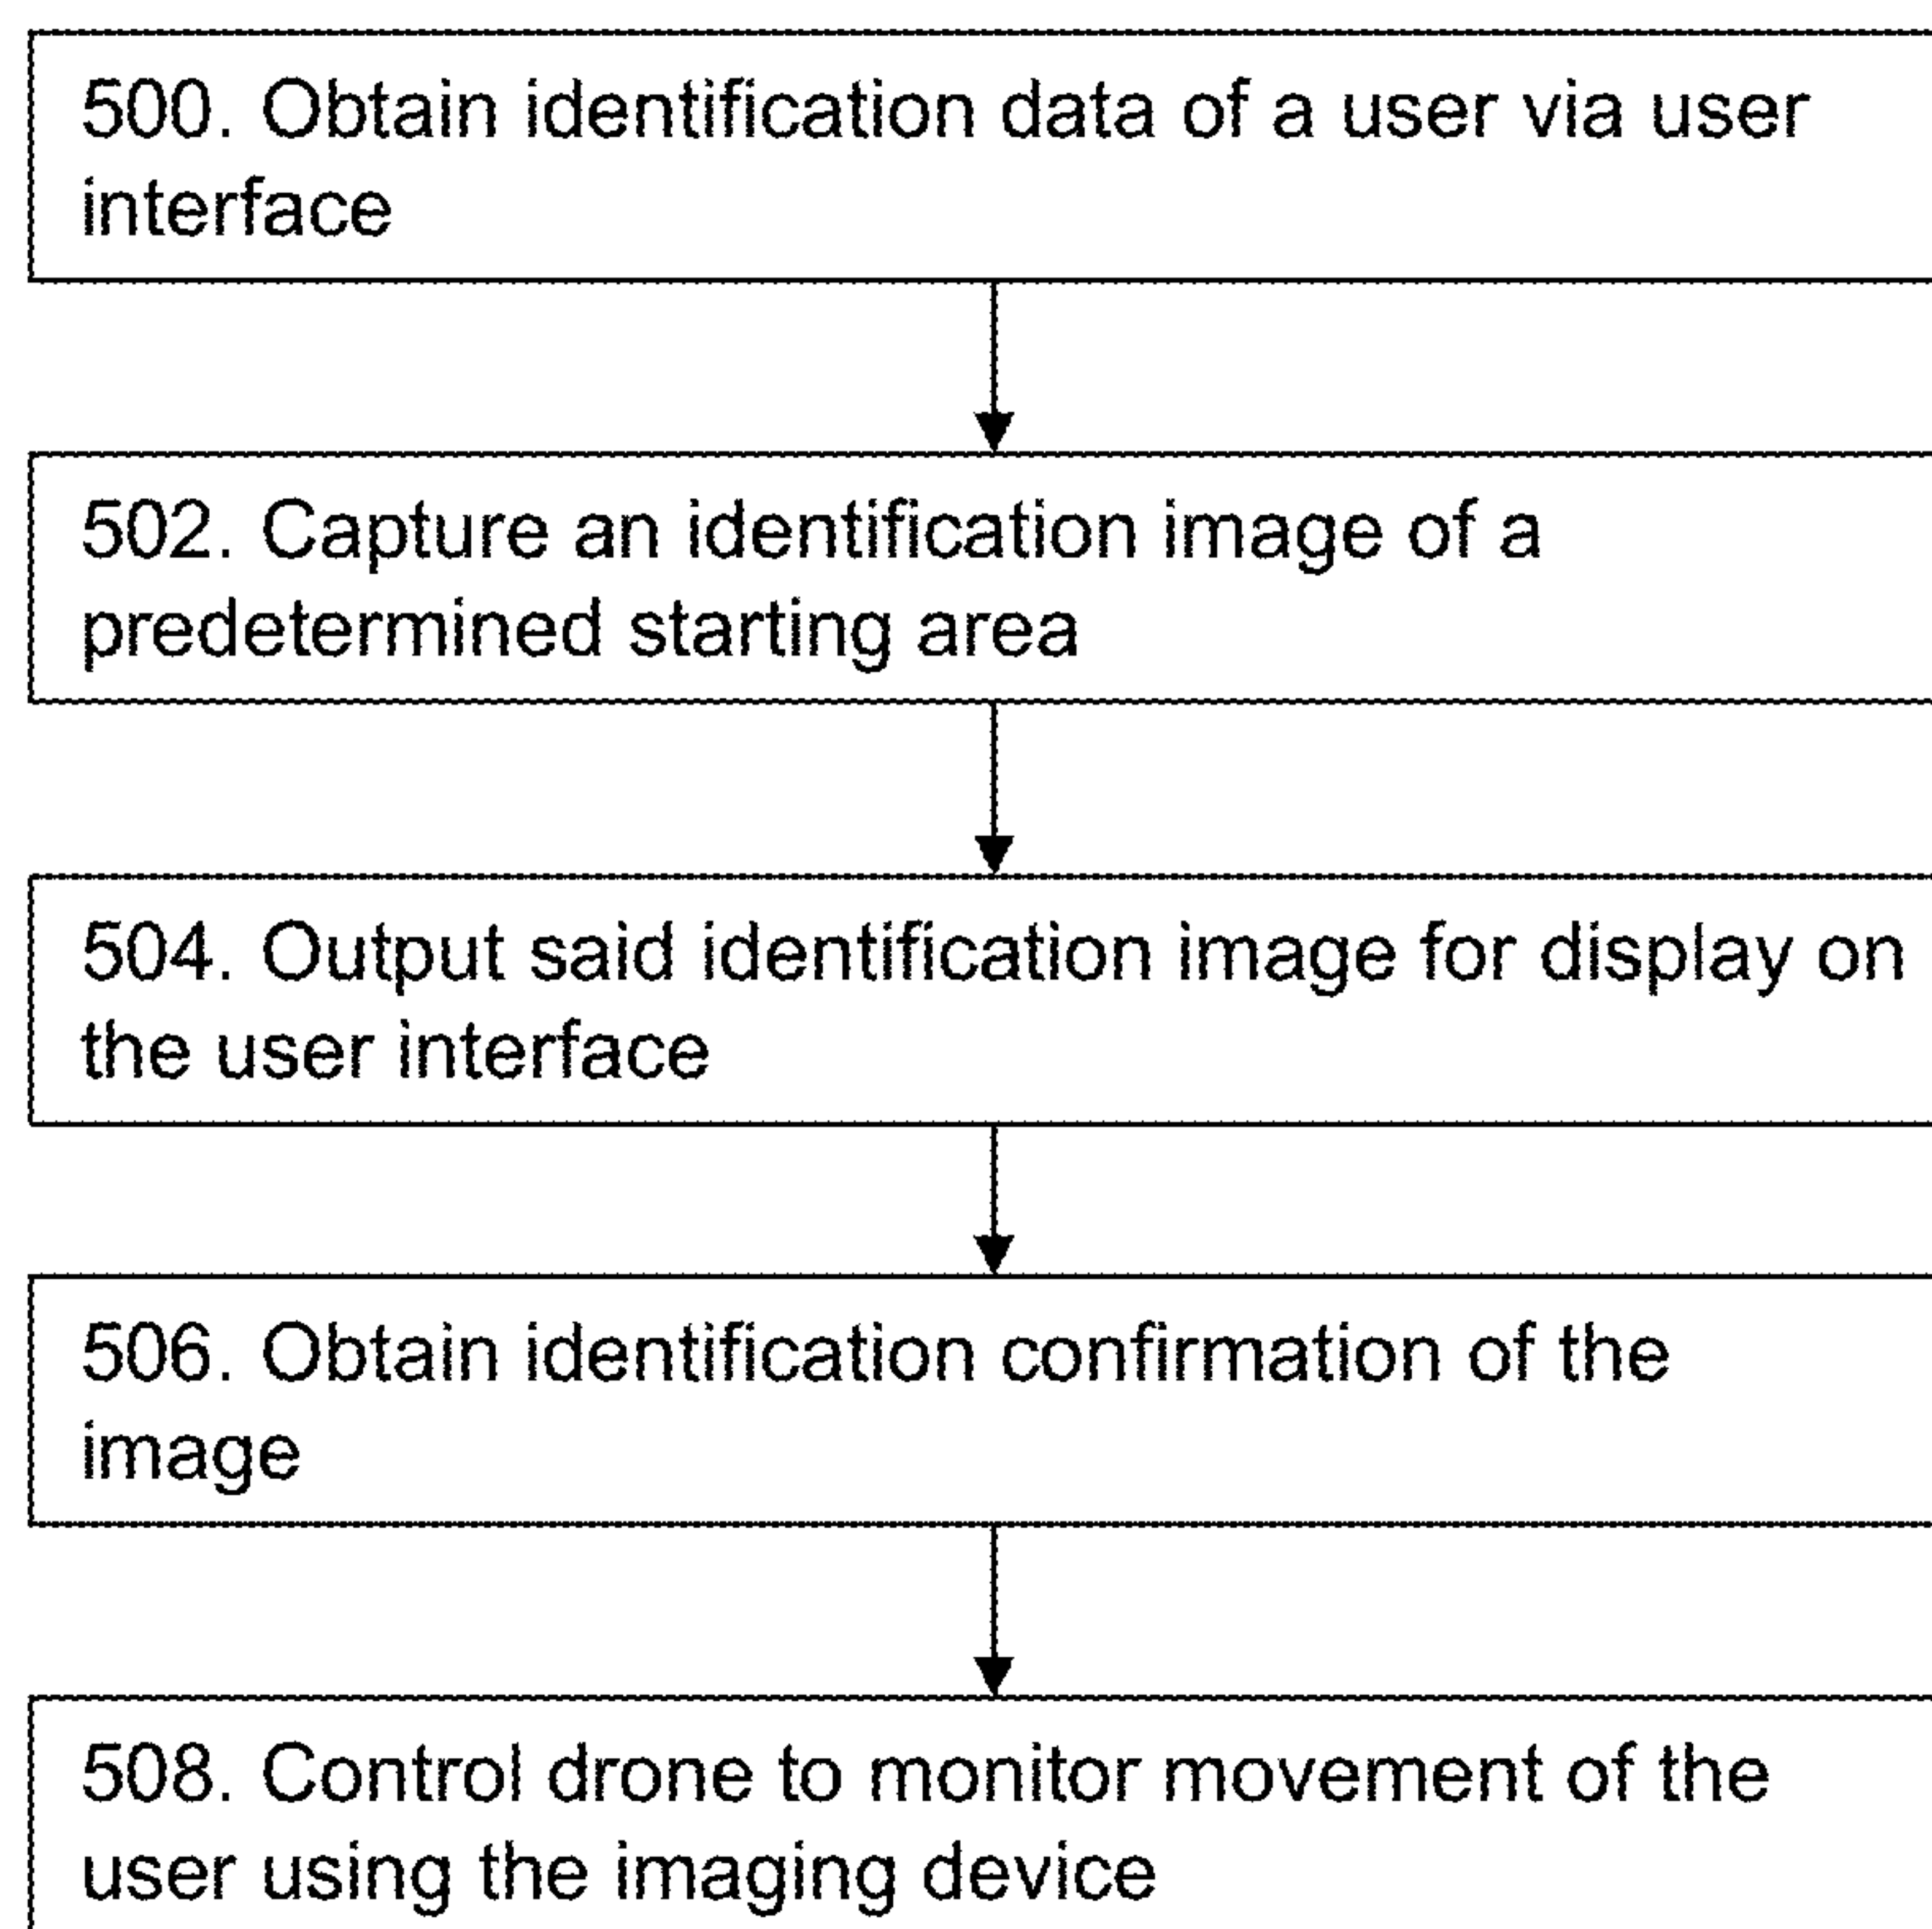 500. Obtain identification data of a user via user
interface
502. Capture an identification image of a
predetermined starting area
504. Output said identification image for display on
the user interface
506. Obtain identification confirmation of the
image
508. Control drone to monitor movement of the
user using the imaging device